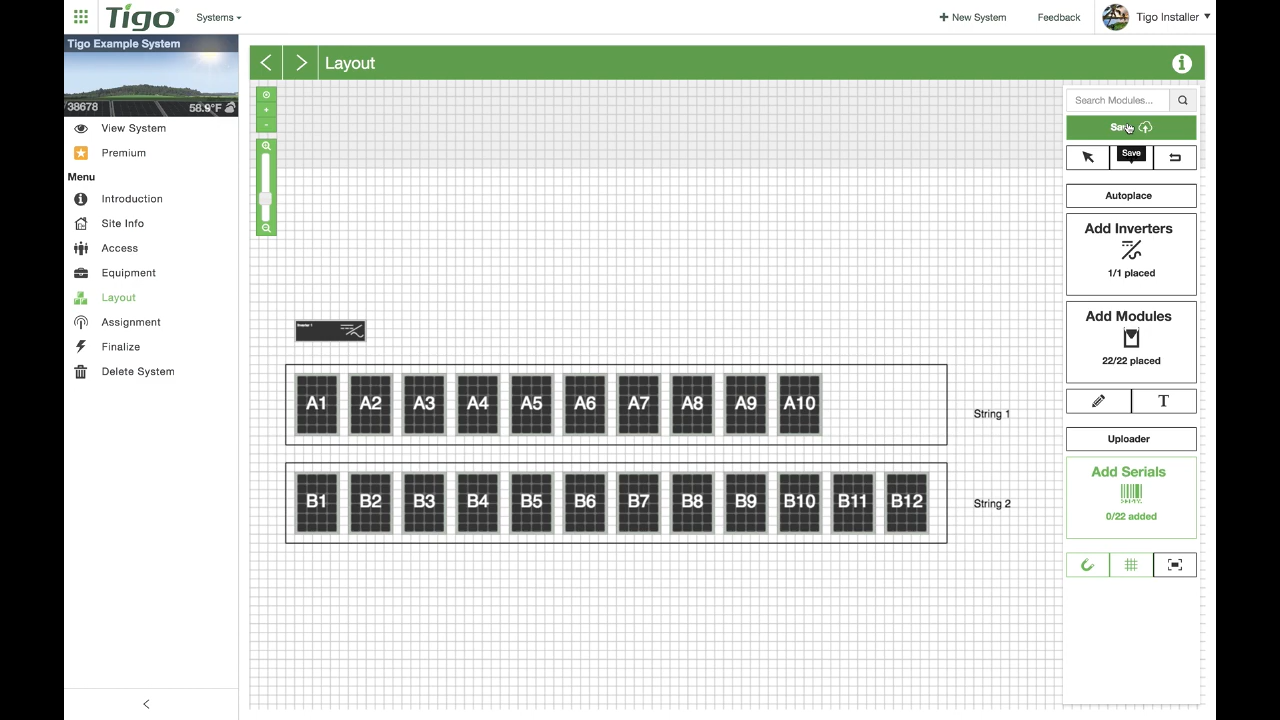 Tigo
Systems
+ New System
Feedback
Tigo Installer
Tigo Example System
38678
58.9°F
View System
Premium
Menu
Introduction
Site Info
Access
Equipment
Layout
Assignment
Finalize
Delete System
Layout
Search Modules...
Save
Autoplace
Add Inverters
1/1 placed
Add Modules
22/22 placed
T
Uploader
Add Serials
0/22 added
Inverter 1
A1 A2 A3 A4 A5 A6 A7 A8 A9 A10
String 1
B1 B2 B3 B4 B5 B6 B7 B8 B9 B10 B11 B12
String 2